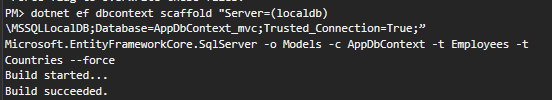 PM> dotnet ef dbcontext scaffold "Server=(localdb)
\MSSQLLocalDB;Database=AppDbContext_mvc;Trusted_Connection=True;”
Microsoft.EntityFrameworkCore.SqlServer -o Models -c AppDbContext -t Employees -t
Countries --force
Build started...
Build succeeded.